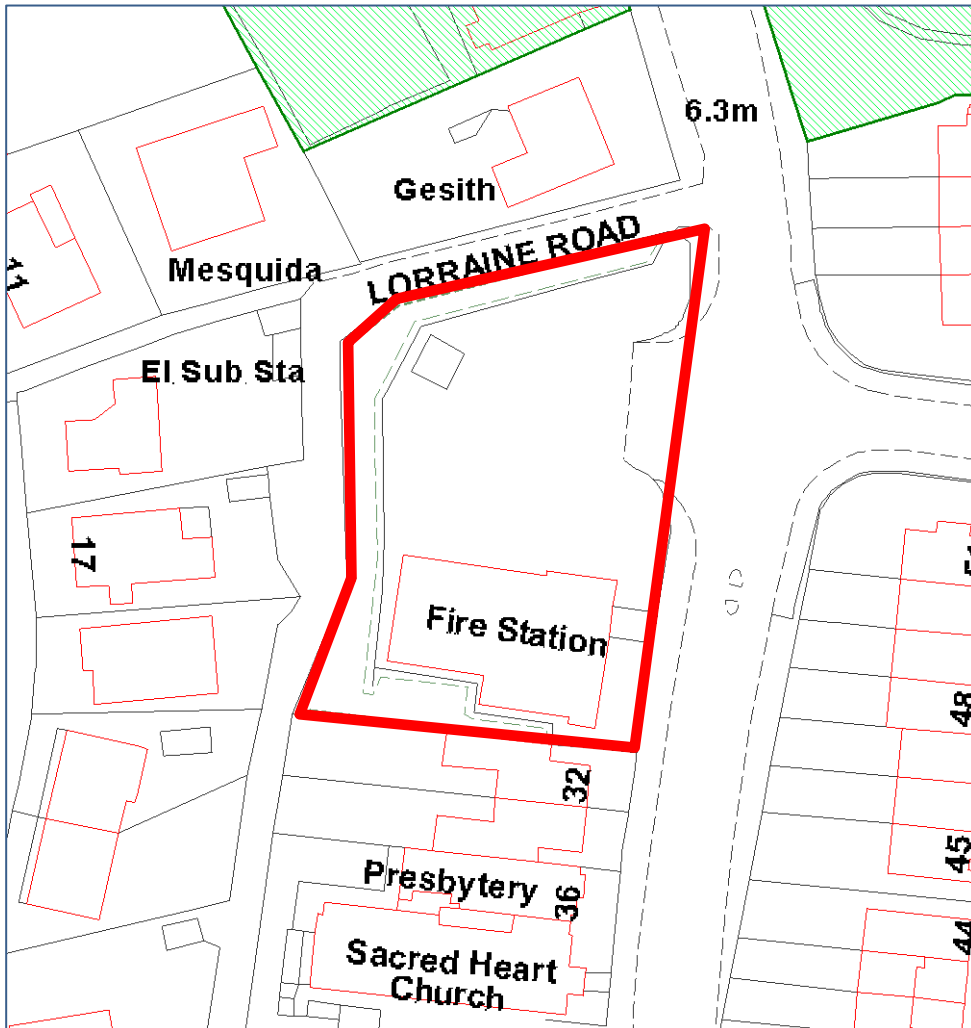 6.3m
Gesith
LORRAINE ROAD
Mesquida
11
El Sub Sta
17
Fire Station
48
32
45
Presbytery
36
44
Sacred Heart
Church